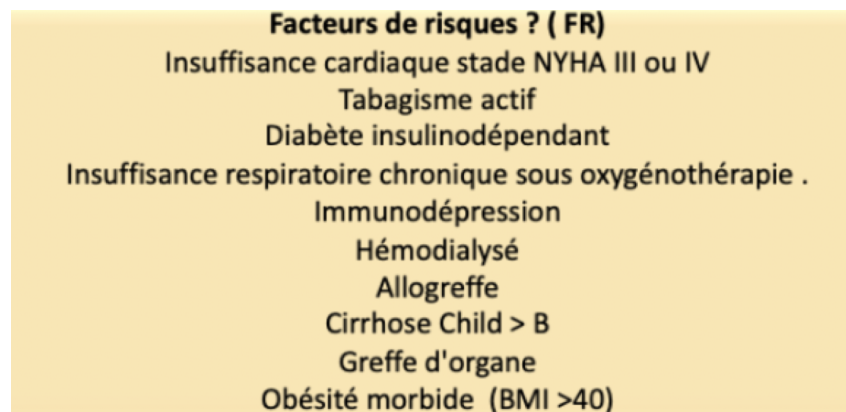 Facteurs de risques ? ( FR)
Insuffisance cardiaque stade NYHA III ou IV
Tabagisme actif
Diabète insulinodépendant
Insuffisance respiratoire chronique sous oxygénothérapie .
Immunodépression
Hémodialysé
Allogreffe
Cirrhose Child > B
Greffe d'organe
Obésité morbide  (BMI >40)